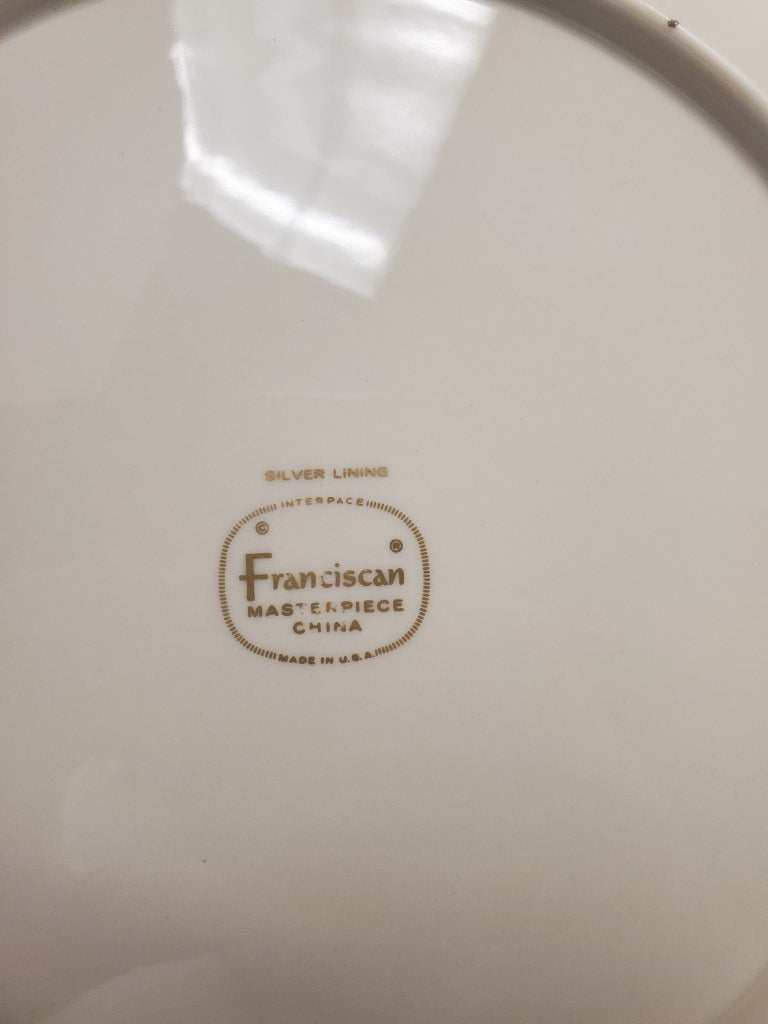 SILVER LINING
INTERPACE
© ®
Franciscan
MASTERPIECE
CHINA
MADE IN U.S.A.